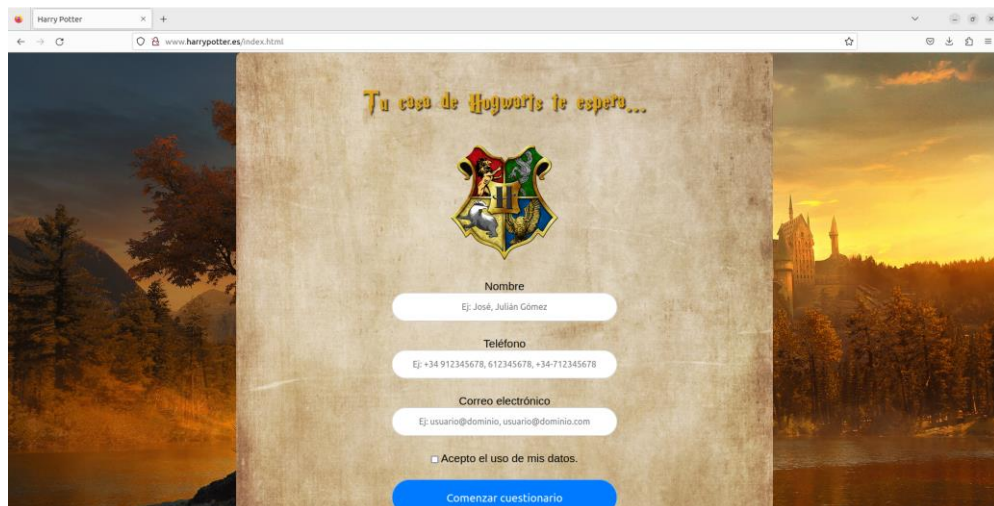 Harry Potter
www.harrypotter.es/index.html
Tu casa de Hogwarts te espera...
H
Nombre
Ej: José, Julián Gómez
Teléfono
Ej: +34 912345678, 612345678, +34-712345678
Correo electrónico
Ej: usuario@dominio, usuario@dominio.com
Acepto el uso de mis datos.
Comenzar cuestionario